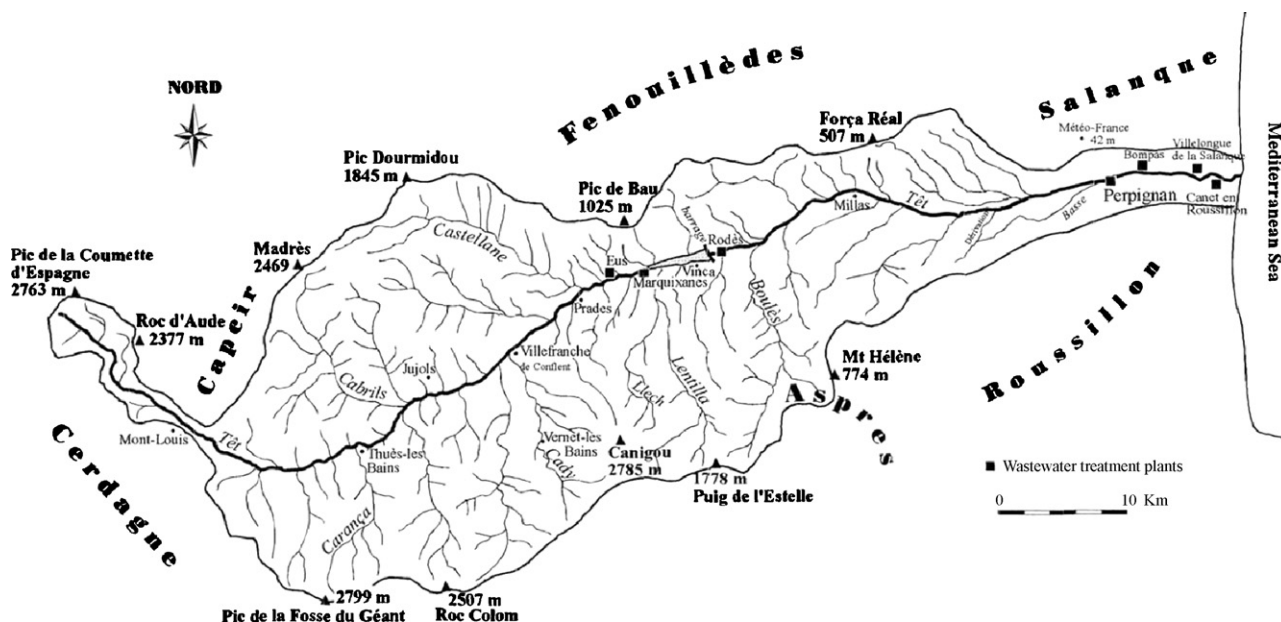 NORD
Fenouillèdes
Salanque
Força Réal
507 m
Météo-France
42 m
Villelongue
de la Salanque
Bompas
Mediterranean Sea
Pic Dourmidou
1845 m
Pic de Bau
1025 m
Castellane
barrage
Rodès
Millas
Têt
Dérivation
Basse
Perpignan
Canet en
Roussillon
Madrès
2469
Pic de la Coumette
d'Espagne
2763 m
Eus
Vinça
Marquixanes
Prades
Boulès
Roc d'Aude
2377 m
Capcir
Roussillon
Villefranche
de Conflent
Jujols
Cabrils
Llech
Lentilla
Mt Hélène
774 m
Aspres
Cerdagne
Mont-Louis
Têt
Thuès-les
Bains
Vernet-les
Bains
Cady
Canigou
2785 m
1778 m
Puig de l'Estelle
Wastewater treatment plants
0 10 Km
Carança
2799 m
Pic de la Fosse du Géant
2507 m
Roc Colom